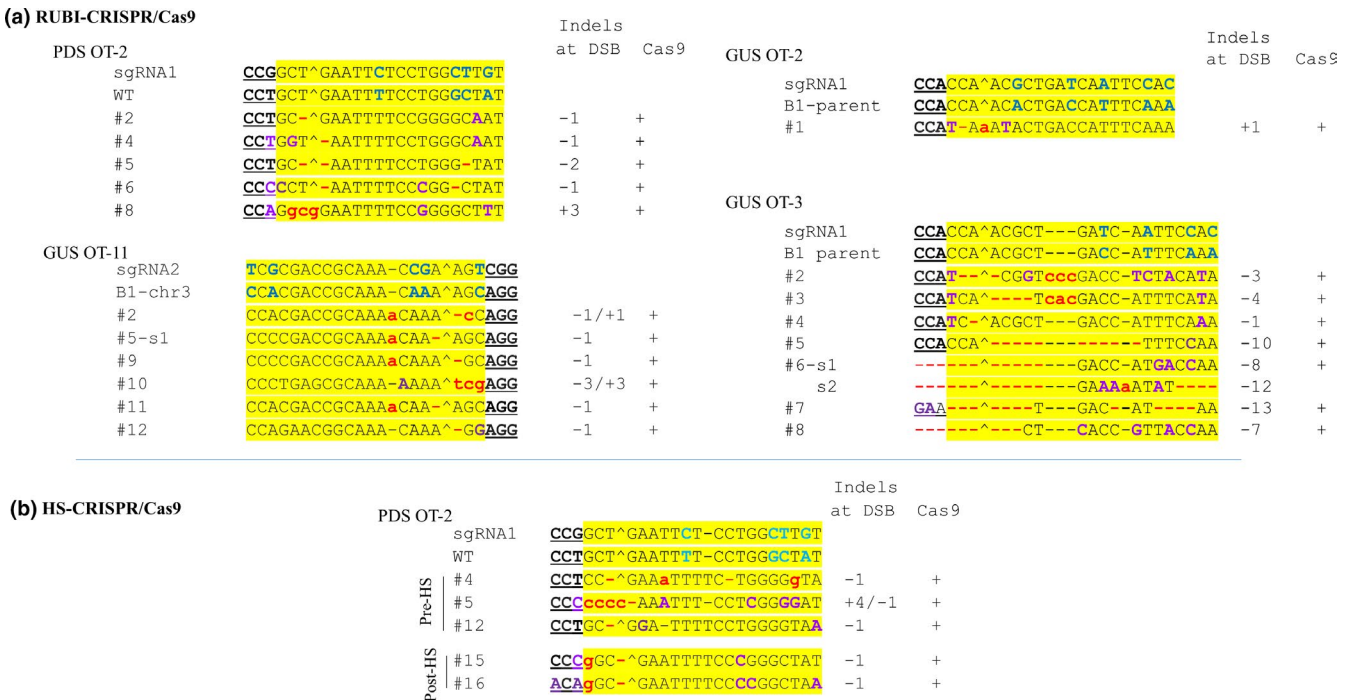 (a) RUBI-CRISPR/Cas9
PDS OT-2
Indels
at DSB Cas9
sgRNA1 CCGGCT^GAATTCTCCTGGCTTGT
WT CCTGCT^GAATTTTCCTGGGCTAT
#2 CCTGC-^GAATTTTCCGGGGCAAT -1 +
#4 CCTGGT^-AATTTTCCTGGGCAAT -1 +
#5 CCTGC-^-AATTTTCCTGGG-TAT -2 +
#6 CCCCCT^-AATTTTCCCGG-CTAT -1 +
#8 CCAGgcgGAATTTTCCGGGGCTTT +3 +
GUS OT-11
sgRNA2 TCGCGACCGCAAA-CCGA^AGTCGG
B1-chr3 CCACGACCGCAAA-CAAA^AGCAGG
#2 CCACGACCGCAAAaCAAA^-cCAGG -1/+1 +
#5-s1 CCCCGACCGCAAAaCAAA-^AGCAGG -1 +
#9 CCCCGACCGCAAAaCAAA^-GCAGG -1 +
#10 CCCTGAGCGCAAA-AAAA^tcgAGG -3/+3 +
#11 CCACGACCGCAAAaCAA-^AGCAGG -1 +
#12 CCAGAACGGCAAA-CAAA^-GGAGG -1 +
GUS OT-2
Indels
at DSB Cas9
sgRNA1 CCACCA^ACGCTGATCAATTCCAC
B1-parent CCACCA^ACACTGACCATTTCAAA
#1 CCAT-AaATACTGACCATTTCAAA +1 +
GUS OT-3
sgRNA1 CCACCA^ACGCT---GATC-AATTCCAC
B1 parent CCACCA^ACGCT---GACC-ATTTCAAA
#2 CCAT--^-CGGTcccGACC-TCTACATA -3 +
#3 CCATCA^----TcacGACC-ATTTCATA -4 +
#4 CCATC-^ACGCT---GACC-ATTTCAAA -1 +
#5 CCACCA^--------------TTTCCAA -10 +
#6-s1 ------^--------GACC-ATGACCAA -8 +
s2 ------^--------GAAAaATAT---- -12
#7 GAA---^-----T---GAC--AT----AA -13 +
#8 ------^---CT---CACC-GTTACCAA -7 +
(b) HS-CRISPR/Cas9
PDS OT-2
Indels
at DSB Cas9
sgRNA1 CCGGCT^GAATTCT-CCTGGCTTGT
WT CCTGCT^GAATTTT-CCTGGGCTAT
Pre-HS
#4 CCTCC-^GAAaTTTTC-TGGGGgTA -1 +
#5 CCCcccc-AAATTT-CCTCGGGGAT +4/-1 +
#12 CCTGC-^GGA-TTTTCCTGGGGTAA -1 +
Post-HS
#15 CCCgGC-^GAATTTTCCCGGGCTAT -1 +
#16 ACAgGC-^GAATTTTCCCCGGCTAA -1 +